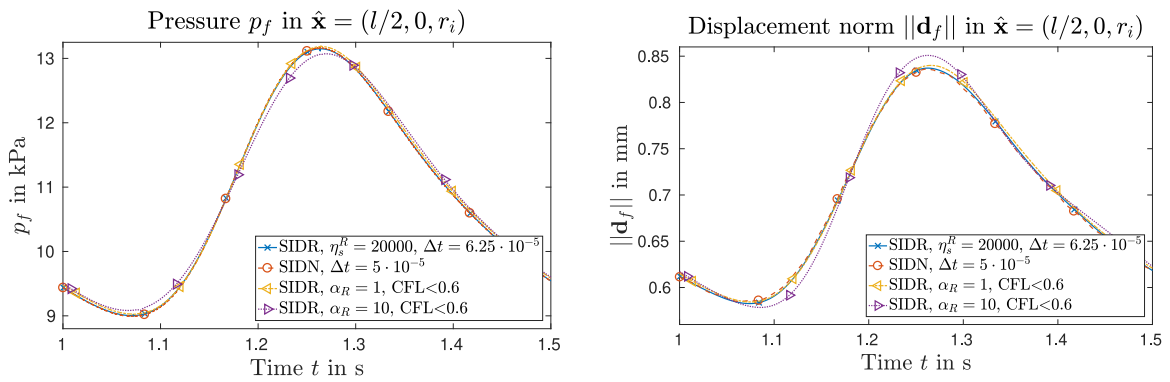 Pressure p_f in x̂ = (l/2, 0, r_i)
13
12
11
10
9
p_f in kPa
SIDR, η_s^R = 20000, Δt = 6.25 · 10^-5
SIDN, Δt = 5 · 10^-5
SIDR, α_R = 1, CFL<0.6
SIDR, α_R = 10, CFL<0.6
1
1.1
1.2
1.3
1.4
1.5
Time t in s
Displacement norm ||d_f|| in x̂ = (l/2, 0, r_i)
0.85
0.8
0.75
0.7
0.65
0.6
||d_f|| in mm
SIDR, η_s^R = 20000, Δt = 6.25 · 10^-5
SIDN, Δt = 5 · 10^-5
SIDR, α_R = 1, CFL<0.6
SIDR, α_R = 10, CFL<0.6
1
1.1
1.2
1.3
1.4
1.5
Time t in s